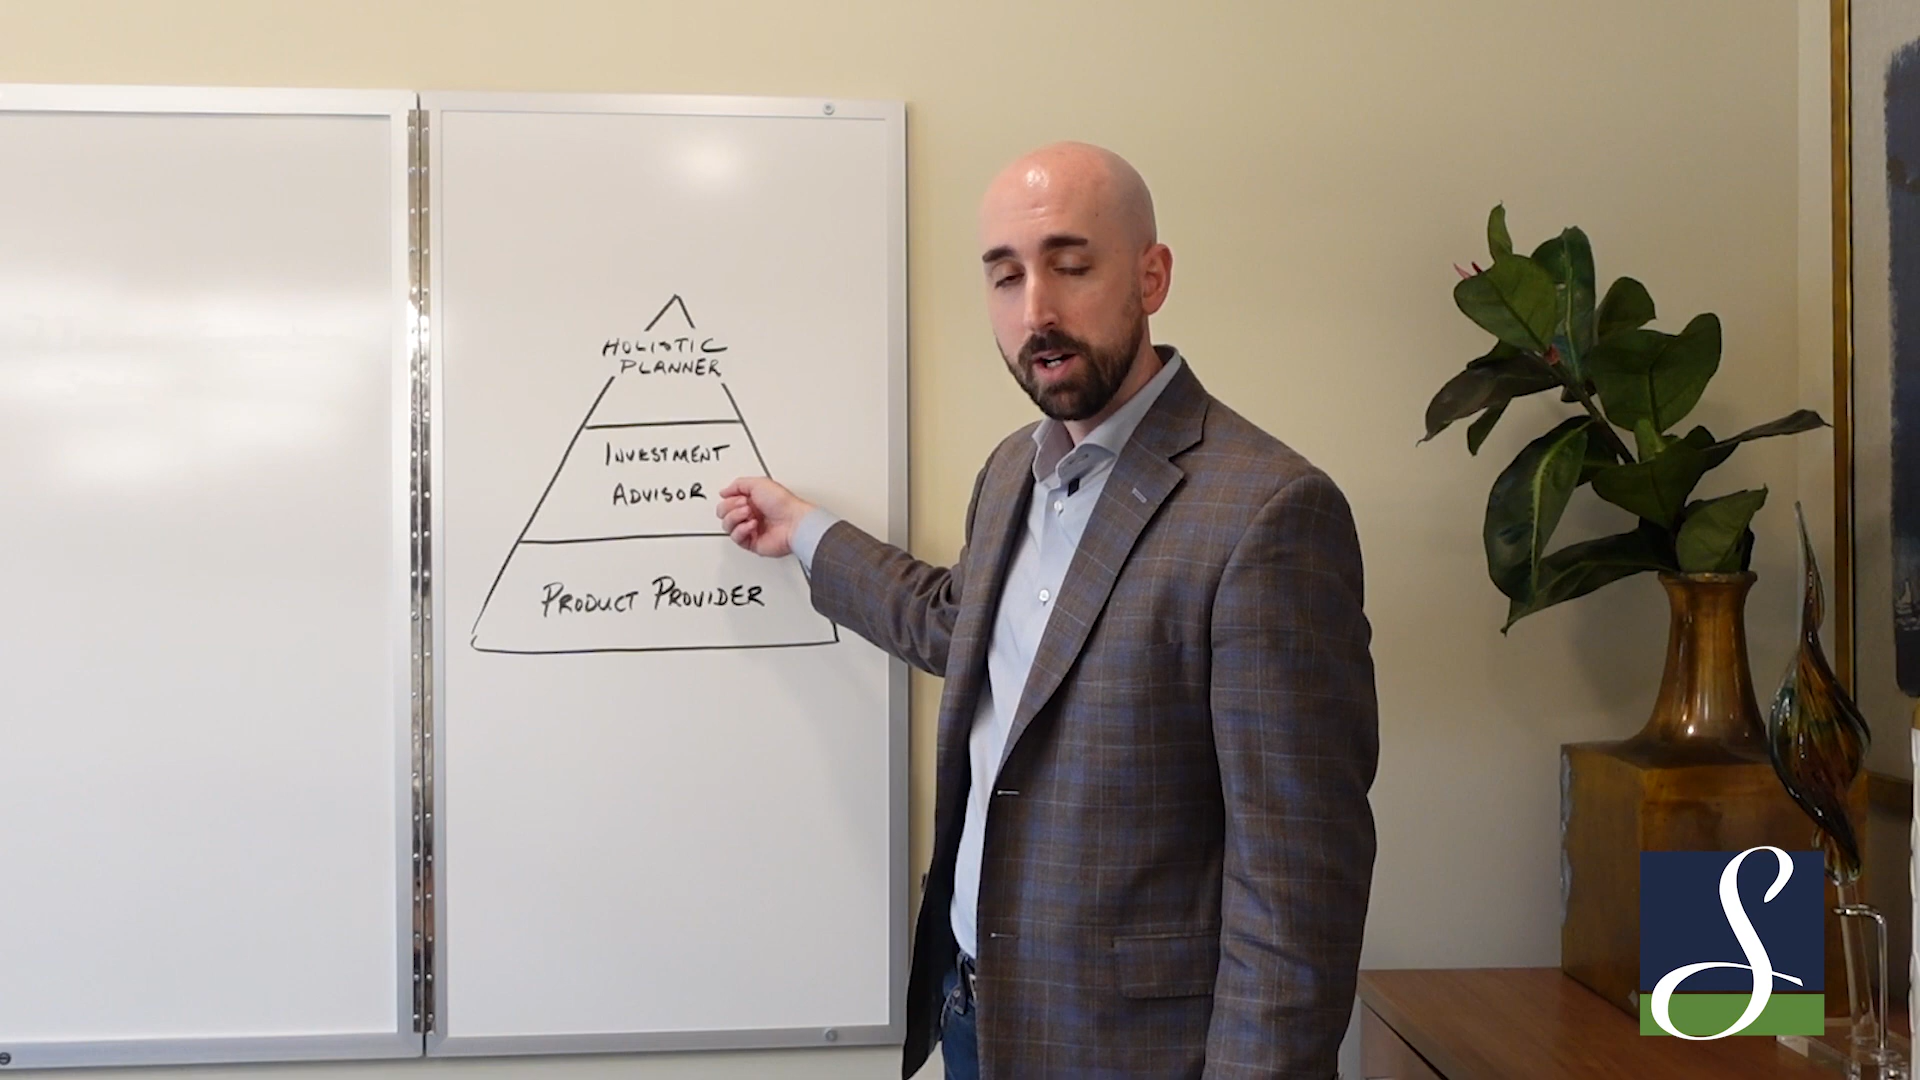 HOLISTIC
PLANNER
INVESTMENT
ADVISOR
PRODUCT PROVIDER
S